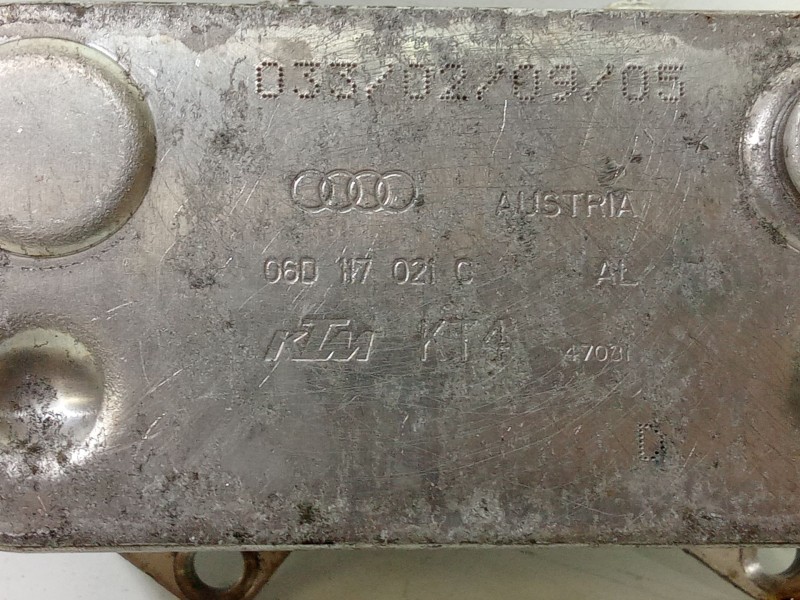 033/02/09/05
AUSTRIA
06D 117 021 C AL
KTM KT4 47031
D